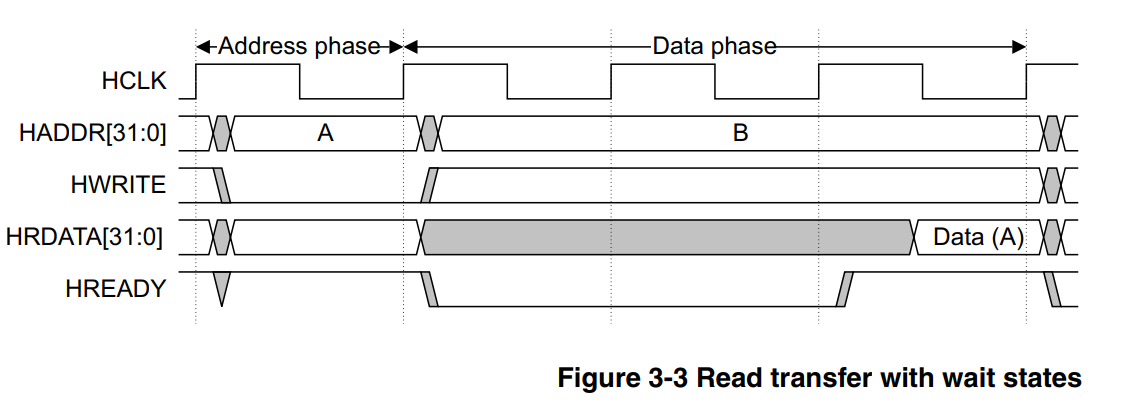 Address phase Data phase
HCLK
HADDR[31:0] A B
HWRITE
HRDATA[31:0] Data (A)
HREADY
Figure 3-3 Read transfer with wait states